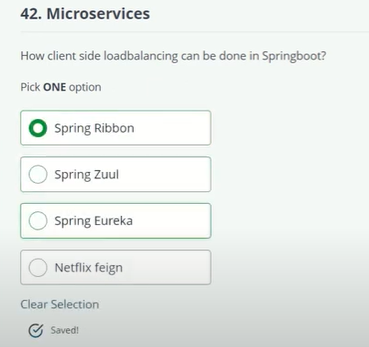 42. Microservices
How client side loadbalancing can be done in Springboot?
Pick ONE option
Spring Ribbon
Spring Zuul
Spring Eureka
Netflix feign
Clear Selection
Saved!